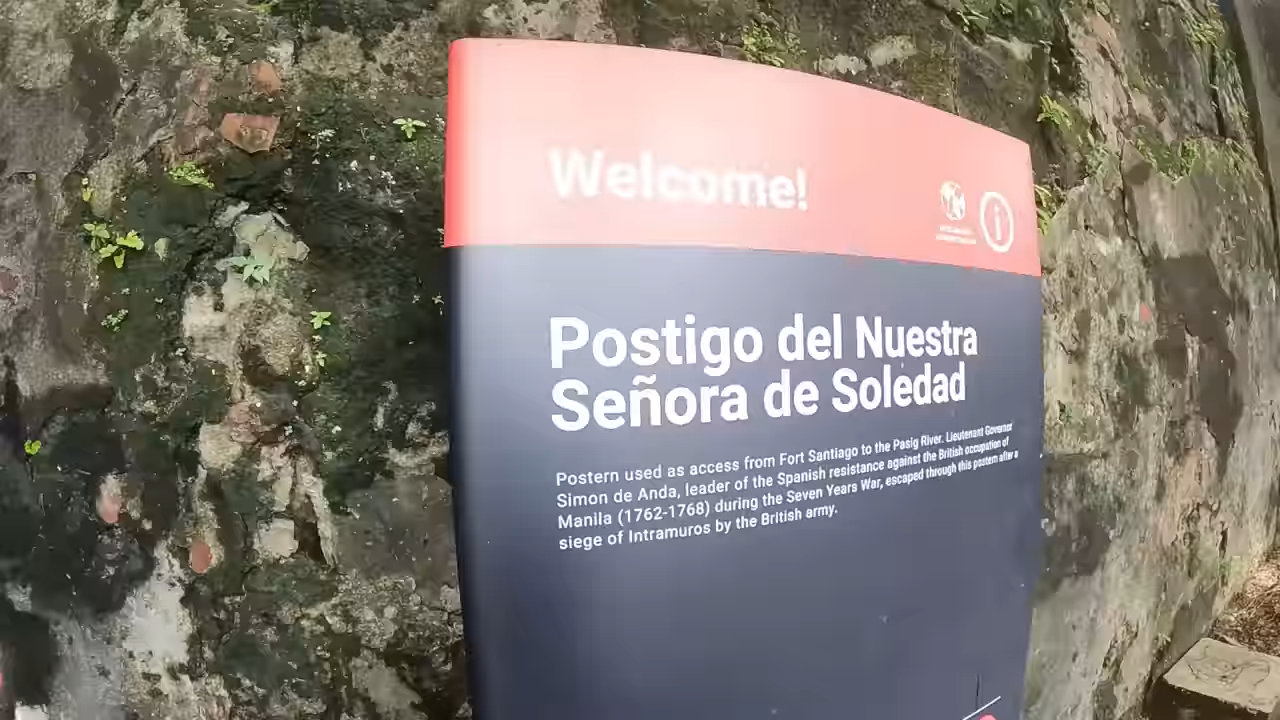 Welcome!
Postigo del Nuestra
Señora de Soledad
Postern used as access from Fort Santiago to the Pasig River. Lieutenant Governor
Simon de Anda, leader of the Spanish resistance against the British occupation of
Manila (1762-1768) during the Seven Years War, escaped through this postern after a
siege of Intramuros by the British army.